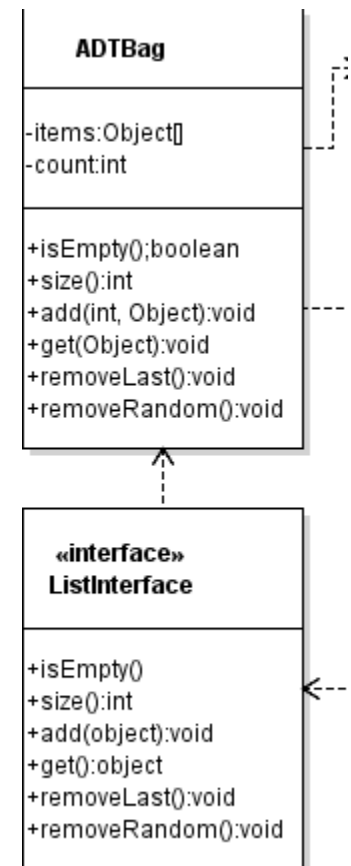 ADTBag
-items:Object[]
-count:int
+isEmpty();boolean
+size():int
+add(int, Object):void
+get(Object):void
+removeLast():void
+removeRandom():void
«interface»
ListInterface
+isEmpty()
+size():int
+add(object):void
+get():object
+removeLast():void
+removeRandom():void